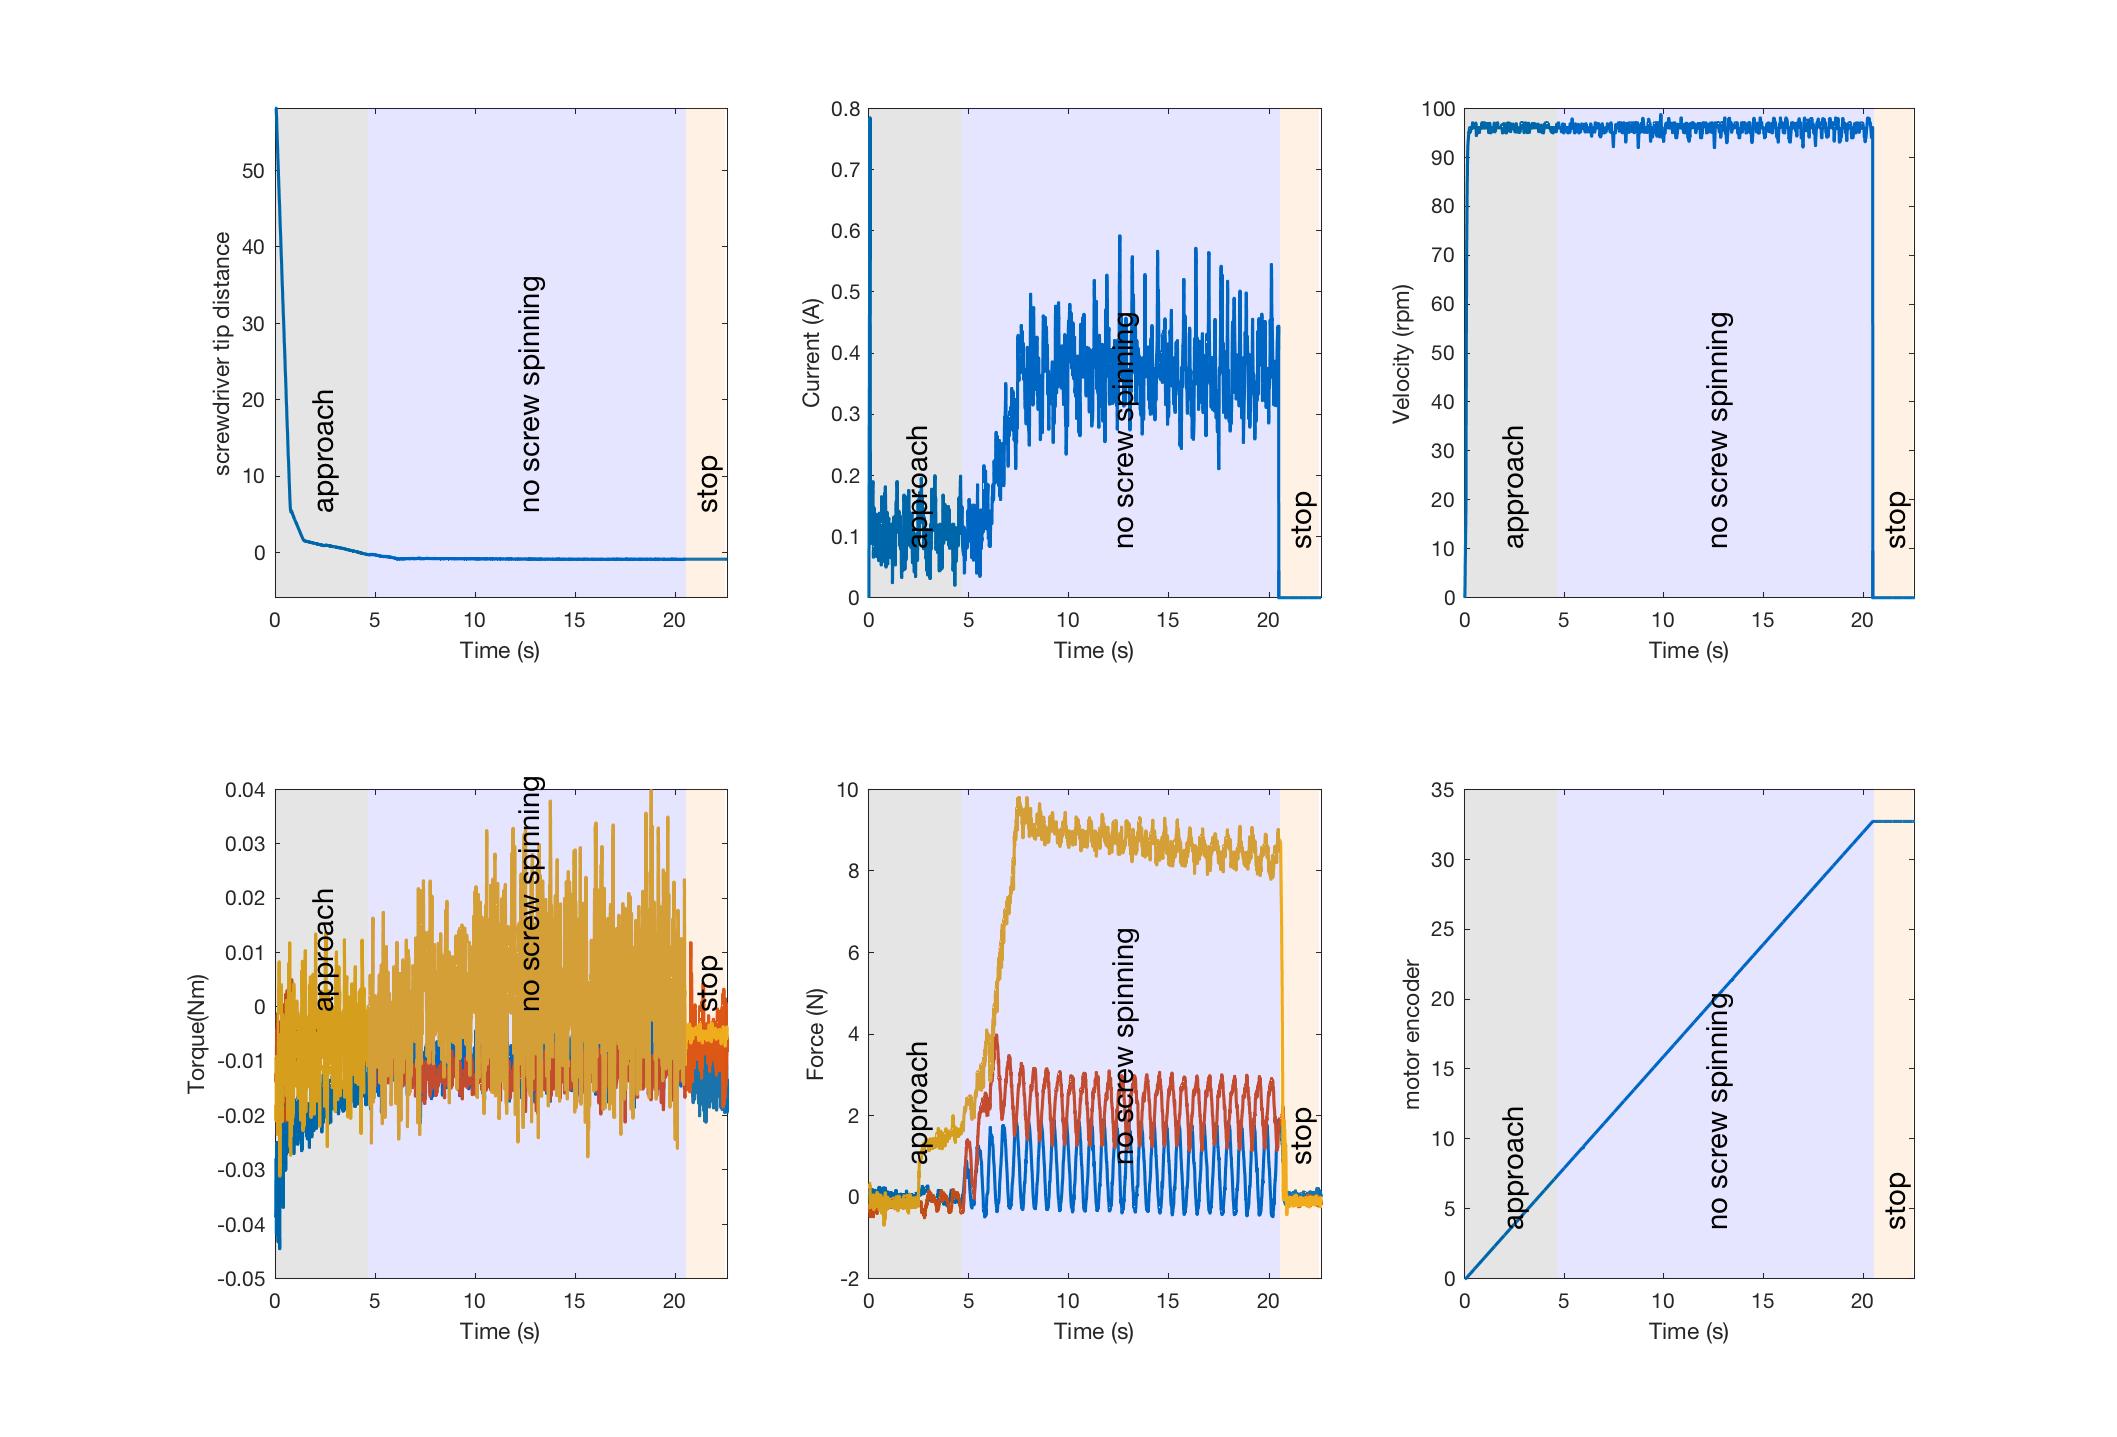 screwdriver tip distance
50
40
30
20
10
0
approach
no screw spinning
stop
0 5 10 15 20
Time (s)
Current (A)
0.8
0.7
0.6
0.5
0.4
0.3
0.2
0.1
0
approach
no screw spinning
stop
0 5 10 15 20
Time (s)
Velocity (rpm)
100
90
80
70
60
50
40
30
20
10
0
approach
no screw spinning
stop
0 5 10 15 20
Time (s)
Torque(Nm)
0.04
0.03
0.02
0.01
0
-0.01
-0.02
-0.03
-0.04
-0.05
approach
no screw spinning
stop
0 5 10 15 20
Time (s)
Force (N)
10
8
6
4
2
0
-2
approach
no screw spinning
stop
0 5 10 15 20
Time (s)
motor encoder
35
30
25
20
15
10
5
0
approach
no screw spinning
stop
0 5 10 15 20
Time (s)